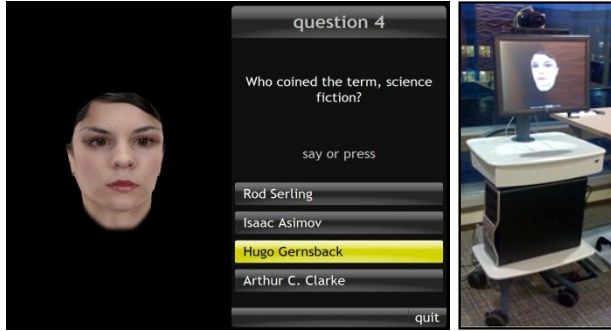 question 4
Who coined the term, science
fiction?
say or press
Rod Serling
Isaac Asimov
Hugo Gernsback
Arthur C. Clarke
quit